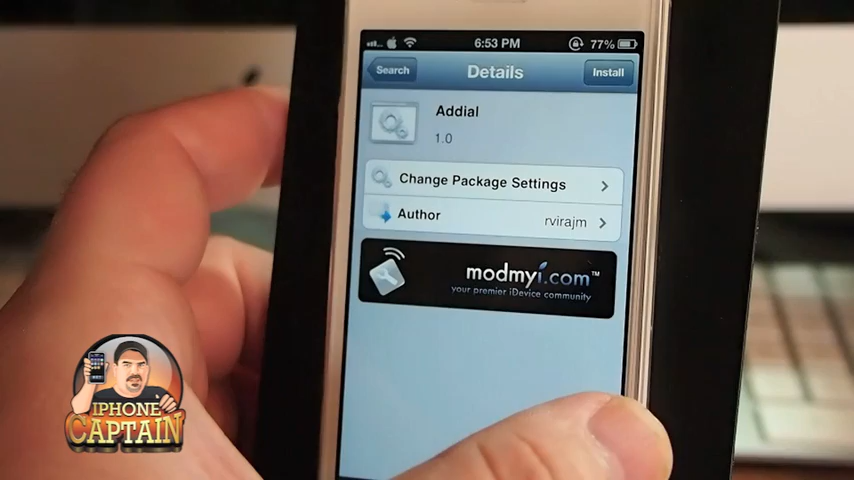 6:53 PM
77%
Search
Details
Install
Addial
1.0
Change Package Settings
Author
rvirajm
modmyi.com™
your premier iDevice community
IPHONE
CAPTAIN